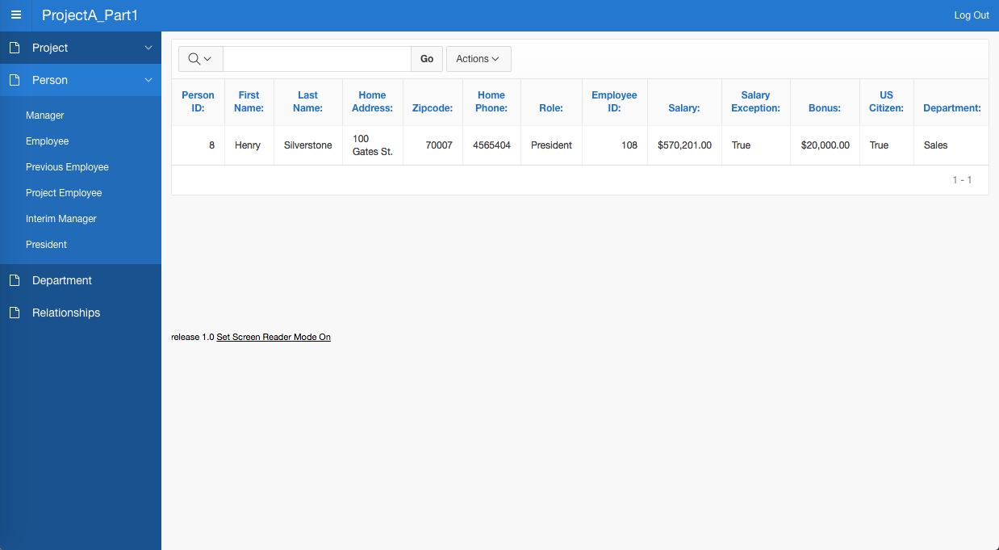 ProjectA_Part1
Log Out
Project
Person
Manager
Employee
Previous Employee
Project Employee
Interim Manager
President
Department
Relationships
Go
Actions
Person ID: First Name: Last Name: Home Address: Zipcode: Home Phone: Role: Employee ID: Salary: Salary Exception: Bonus: US Citizen: Department:
8 Henry Silverstone 100 Gates St. 70007 4565404 President 108 $570,201.00 True $20,000.00 True Sales
1 - 1
release 1.0 Set Screen Reader Mode On